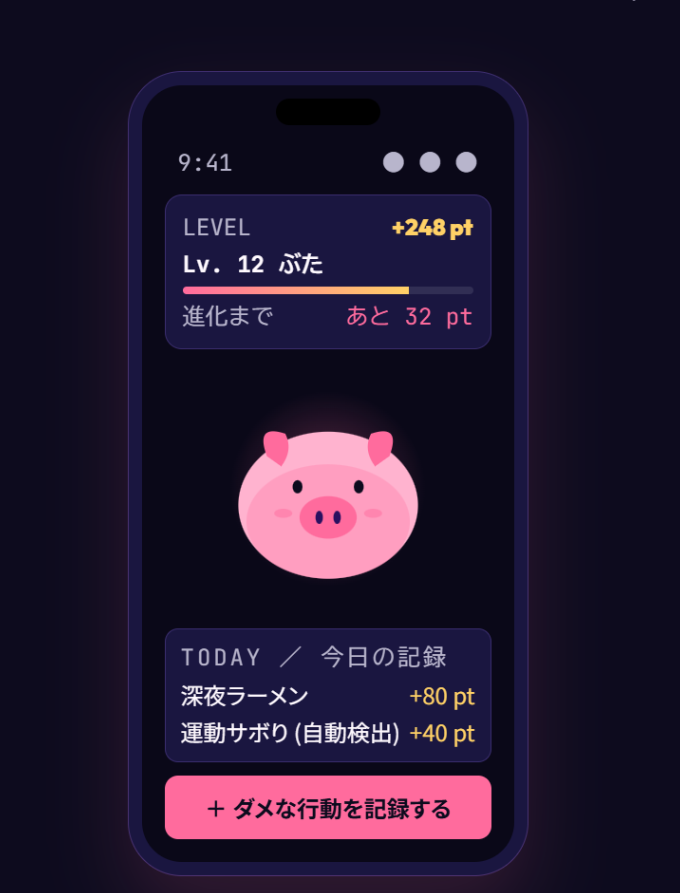 9:41
LEVEL +248 pt
Lv. 12 ぶた
進化まで あと 32 pt
TODAY ／ 今日の記録
深夜ラーメン +80 pt
運動サボり (自動検出) +40 pt
＋ ダメな行動を記録する